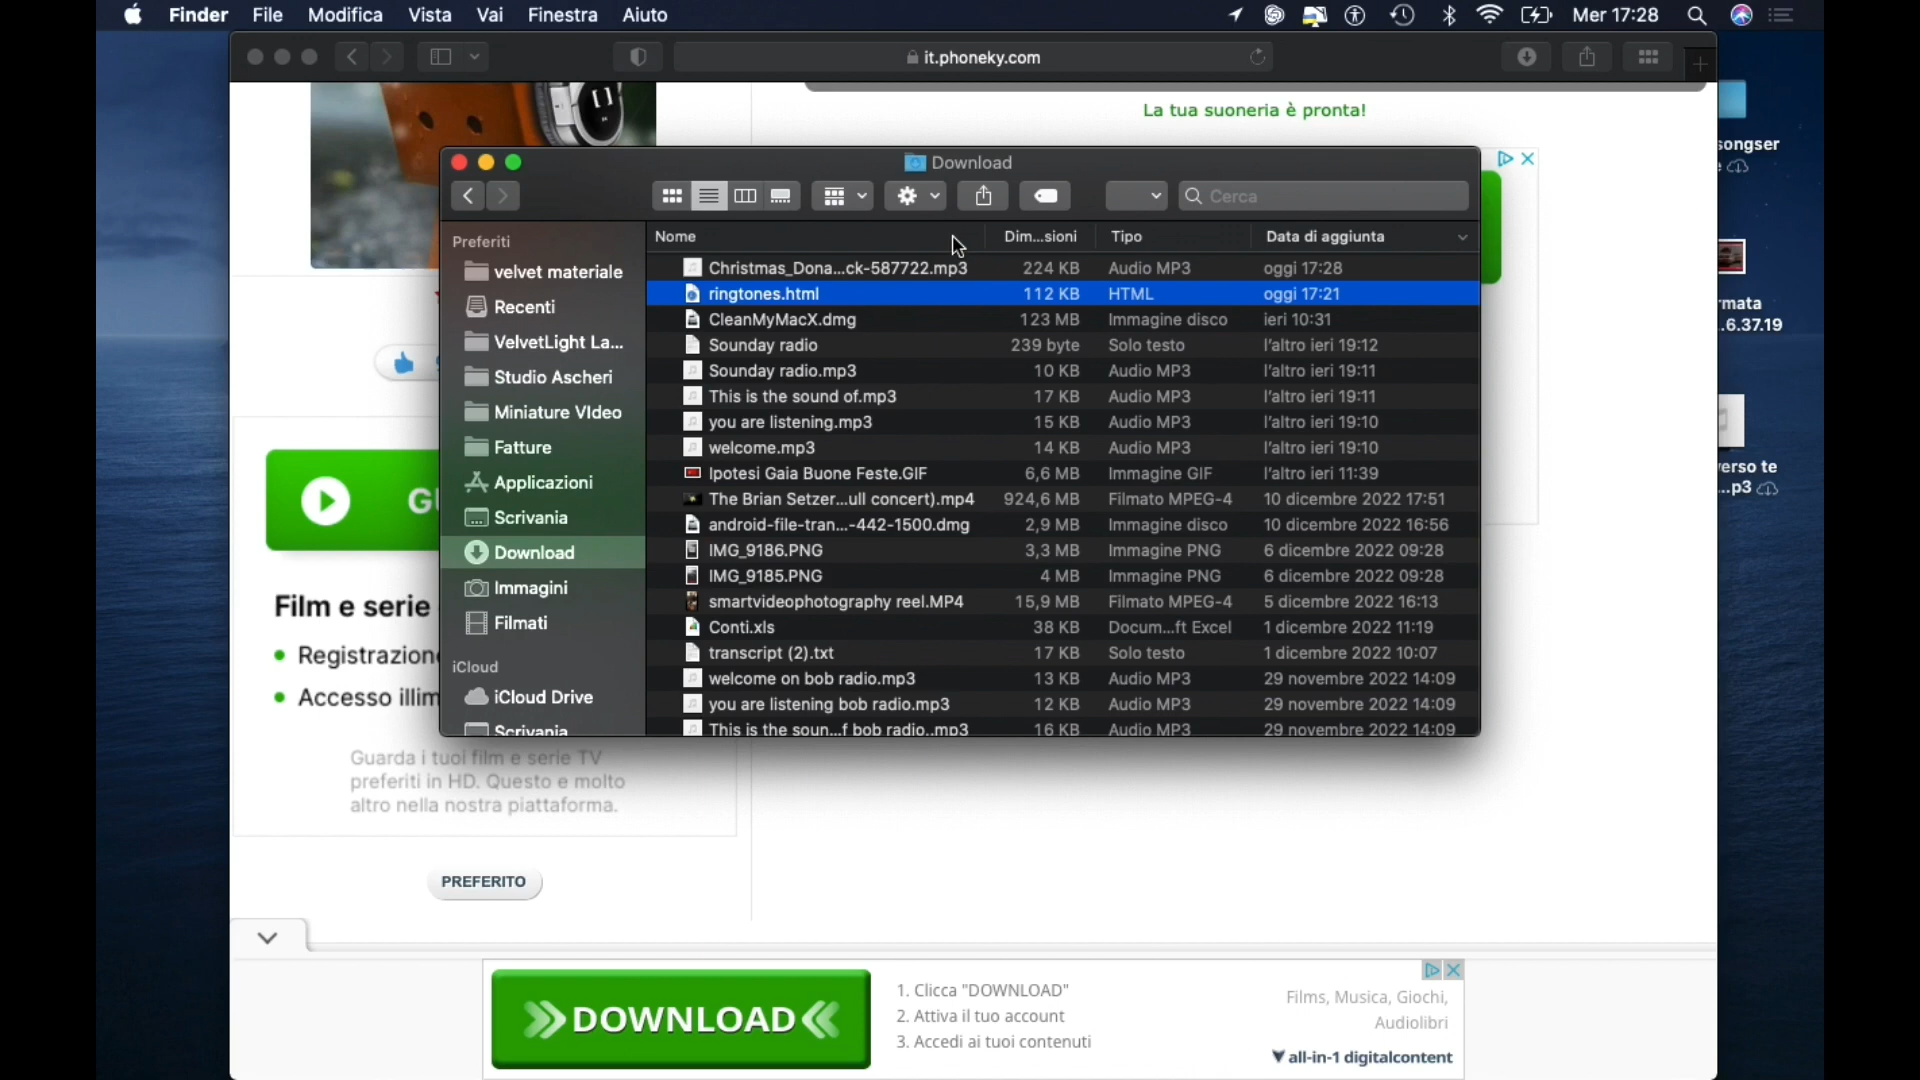 Finder File Modifica Vista Vai Finestra Aiuto Mer 17:28
it.phoneky.com
La tua suoneria è pronta!
Download
Cerca
Preferiti
velvet materiale
Recenti
VelvetLight La...
Studio Ascheri
Miniature VIdeo
Fatture
Applicazioni
Scrivania
Download
Immagini
Filmati
iCloud
iCloud Drive
Scrivania
Nome Dim...sioni Tipo Data di aggiunta
Christmas_Dona...ck-587722.mp3 224 KB Audio MP3 oggi 17:28
ringtones.html 112 KB HTML oggi 17:21
CleanMyMacX.dmg 123 MB Immagine disco ieri 10:31
Sounday radio 239 byte Solo testo l'altro ieri 19:12
Sounday radio.mp3 10 KB Audio MP3 l'altro ieri 19:11
This is the sound of.mp3 17 KB Audio MP3 l'altro ieri 19:11
you are listening.mp3 15 KB Audio MP3 l'altro ieri 19:10
welcome.mp3 14 KB Audio MP3 l'altro ieri 19:10
Ipotesi Gaia Buone Feste.GIF 6,6 MB Immagine GIF l'altro ieri 11:39
The Brian Setzer...ull concert).mp4 924,6 MB Filmato MPEG-4 10 dicembre 2022 17:51
android-file-tran...-442-1500.dmg 2,9 MB Immagine disco 10 dicembre 2022 16:56
IMG_9186.PNG 3,3 MB Immagine PNG 6 dicembre 2022 09:28
IMG_9185.PNG 4 MB Immagine PNG 6 dicembre 2022 09:28
smartvideophotography reel.MP4 15,9 MB Filmato MPEG-4 5 dicembre 2022 16:13
Conti.xls 38 KB Docum...ft Excel 1 dicembre 2022 11:19
transcript (2).txt 17 KB Solo testo 1 dicembre 2022 10:07
welcome on bob radio.mp3 13 KB Audio MP3 29 novembre 2022 14:09
you are listening bob radio.mp3 12 KB Audio MP3 29 novembre 2022 14:09
This is the soun...f bob radio..mp3 16 KB Audio MP3 29 novembre 2022 14:09
songser
rmata
...6.37.19
verso te
...p3
Film e serie
Registrazione
Accesso illim
Guarda i tuoi film e serie TV
preferiti in HD. Questo e molto
altro nella nostra piattaforma.
PREFERITO
DOWNLOAD
1. Clicca "DOWNLOAD"
2. Attiva il tuo account
3. Accedi ai tuoi contenuti
Films, Musica, Giochi,
Audiolibri
all-in-1 digitalcontent